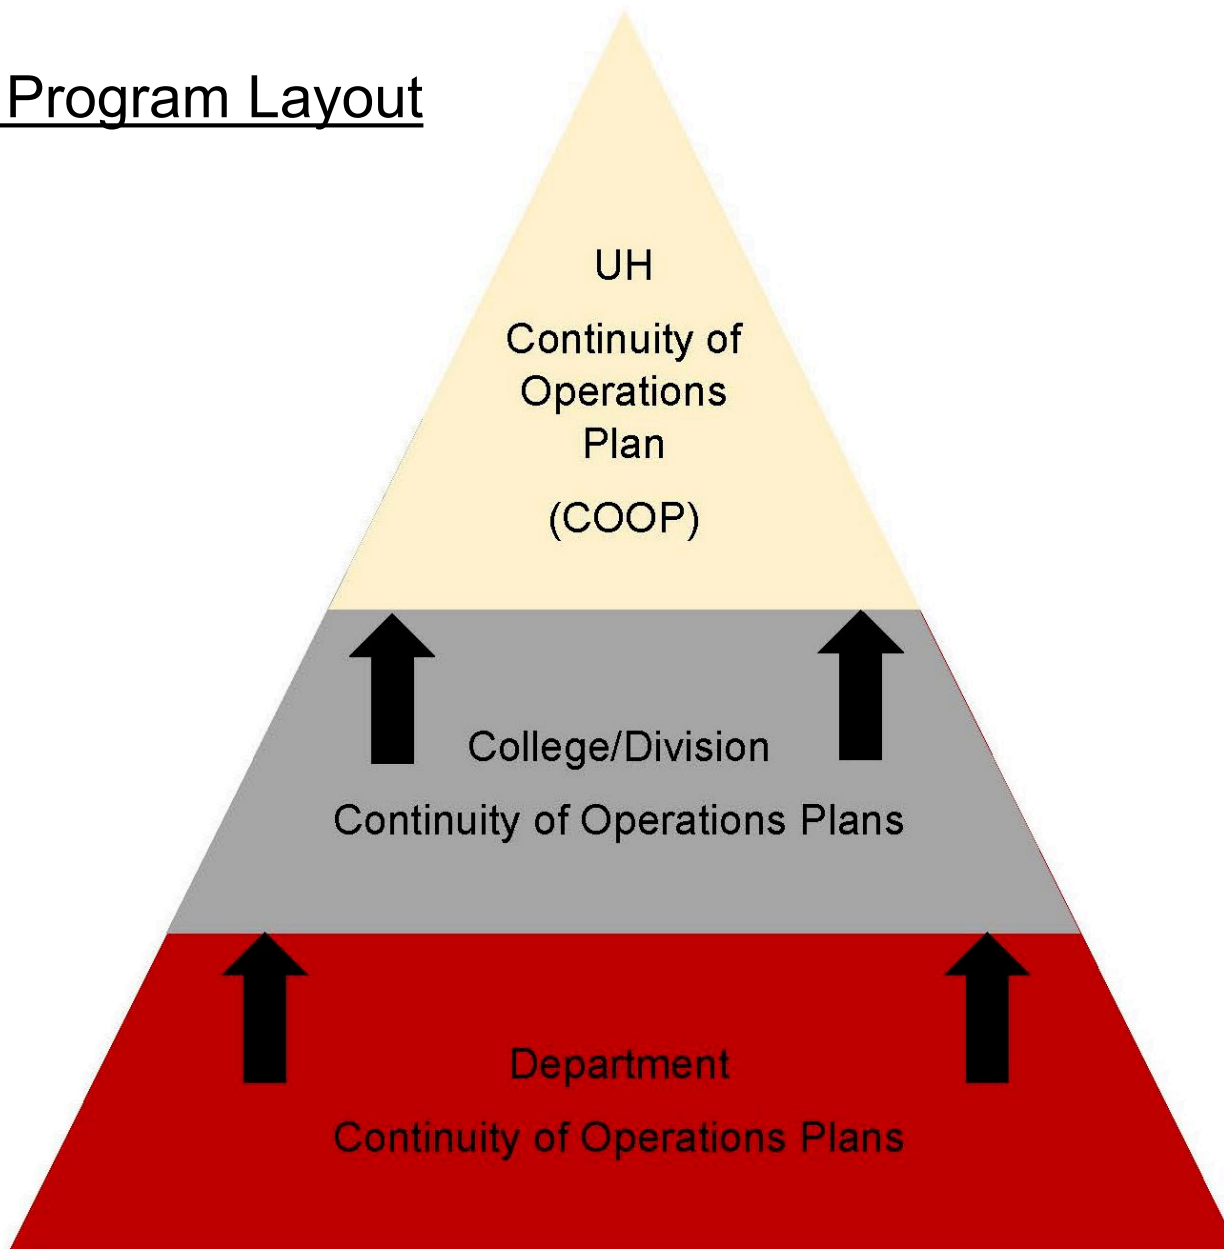 Program Layout
UH
Continuity of
Operations
Plan
(COOP)
College/Division
Continuity of Operations Plans
Department
Continuity of Operations Plans